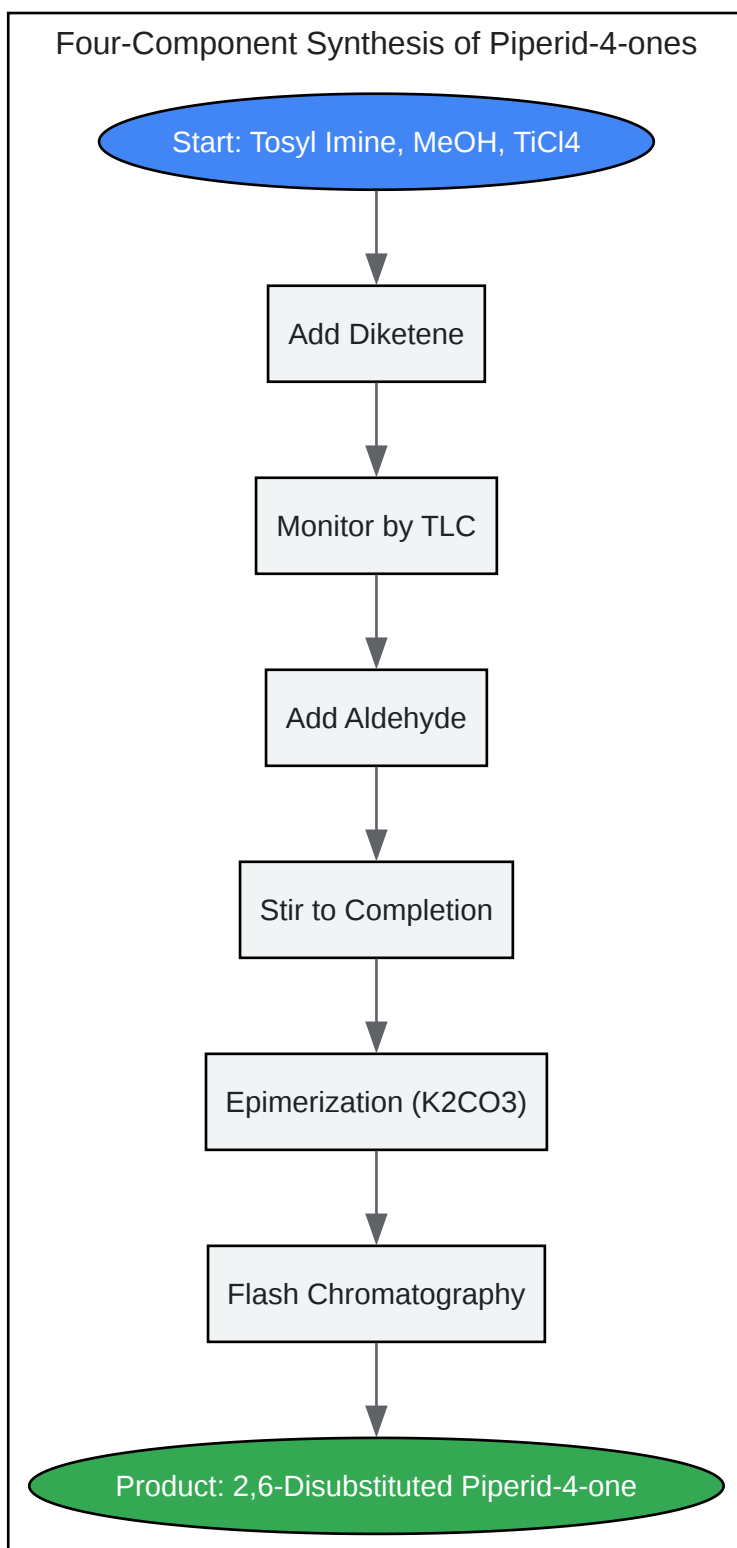 Four-Component Synthesis of Piperid-4-ones
Start: Tosyl Imine, MeOH, TiCl4
Add Diketene
Monitor by TLC
Add Aldehyde
Stir to Completion
Epimerization (K2CO3)
Flash Chromatography
Product: 2,6-Disubstituted Piperid-4-one